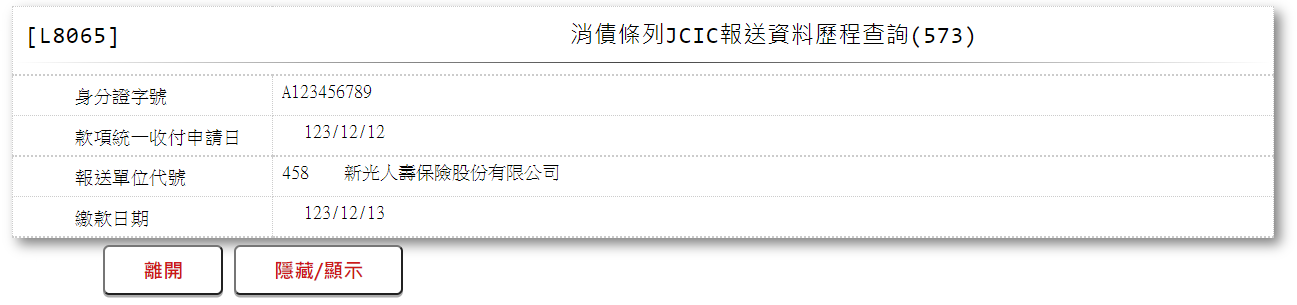 [L8065] 消債條列JCIC報送資料歷程查詢(573)
身分證字號 A123456789
款項統一收付申請日 123/12/12
報送單位代號 458 新光人壽保險股份有限公司
繳款日期 123/12/13
離開 隱藏/顯示